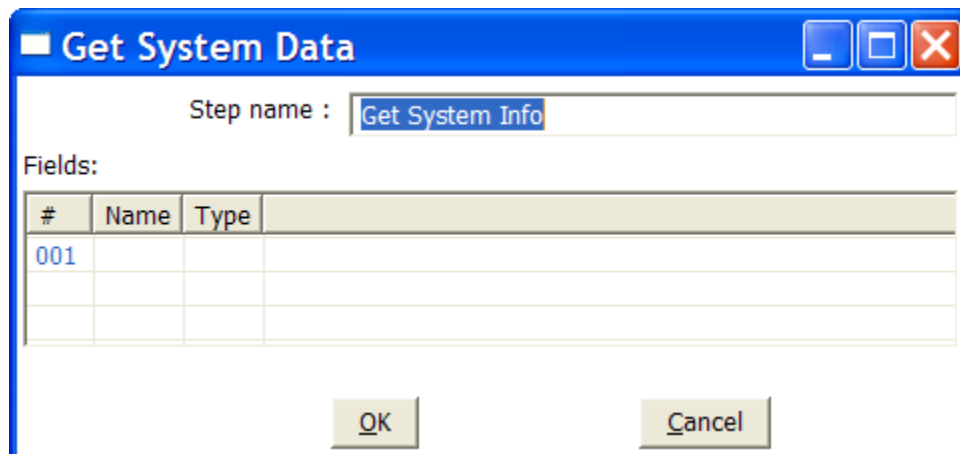 Get System Data
Step name : Get System Info
Fields:
# Name Type
001
OK Cancel